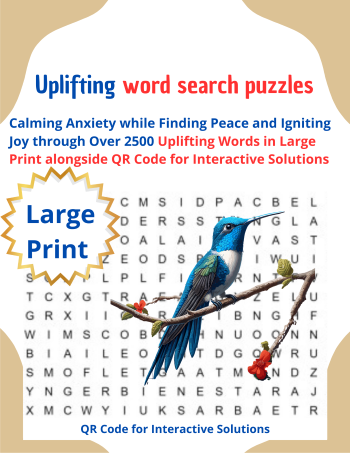 Uplifting word search puzzles
Calming Anxiety while Finding Peace and Igniting
Joy through Over 2500 Uplifting Words in Large
Print alongside QR Code for Interactive Solutions
Large
Print
C M S I D P A C B E L
D E R S S T N G L A
O A L A I V A S T
Z E O D S I W U I
S L P L F I R N T
T C X G T R A F Z E L U
G R X I I B N G H F
W I M S C O H N U O N N
B I A I L E O T D G O W R U
S M O F L E T O A A T M N D Z
Y N G E R B I E N E S T A R A J
X M C W Y I U K S A R B A E T R
QR Code for Interactive Solutions